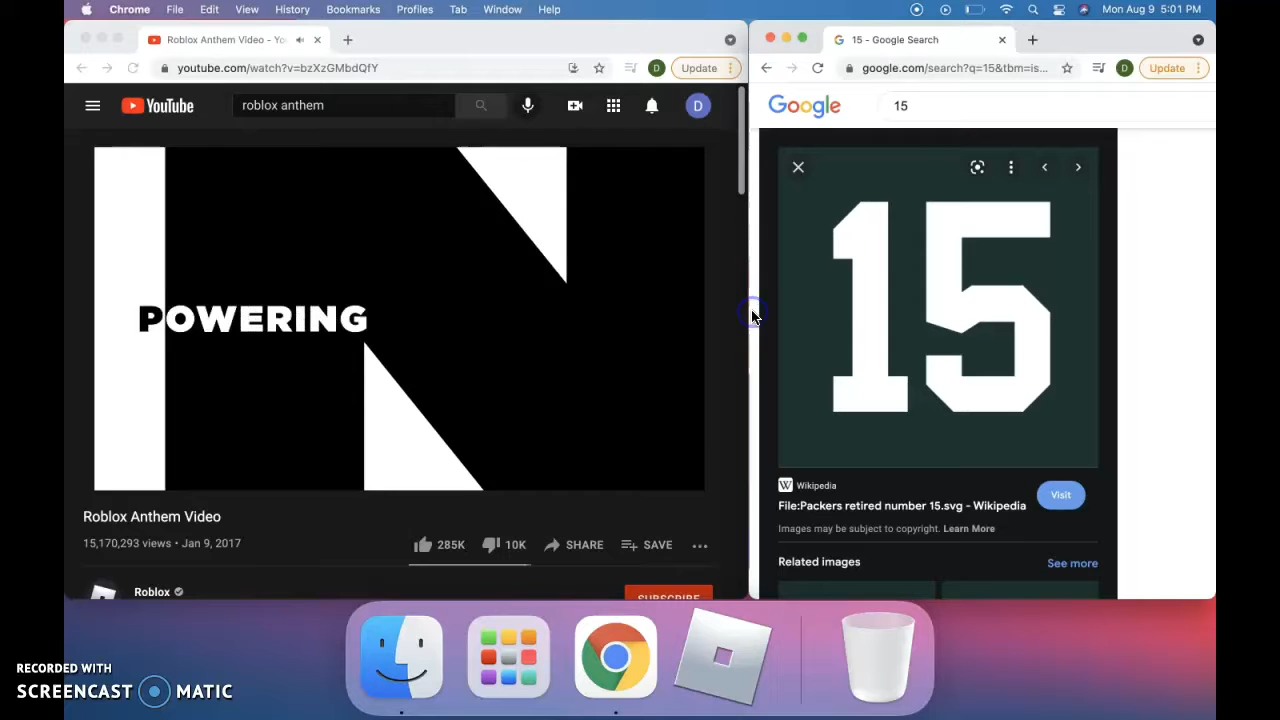 Chrome File Edit View History Bookmarks Profiles Tab Window Help Mon Aug 9 5:01 PM
Roblox Anthem Video - Yo
youtube.com/watch?v=bzXzGMbdQfY D Update
YouTube roblox anthem D
POWERING
Roblox Anthem Video
15,170,293 views • Jan 9, 2017 285K 10K SHARE SAVE
Roblox SUBSCRIBE
15 - Google Search
google.com/search?q=15&tbm=is... D Update
Google 15
15
W Wikipedia
File:Packers retired number 15.svg - Wikipedia Visit
Images may be subject to copyright. Learn More
Related images See more
RECORDED WITH
SCREENCAST MATIC